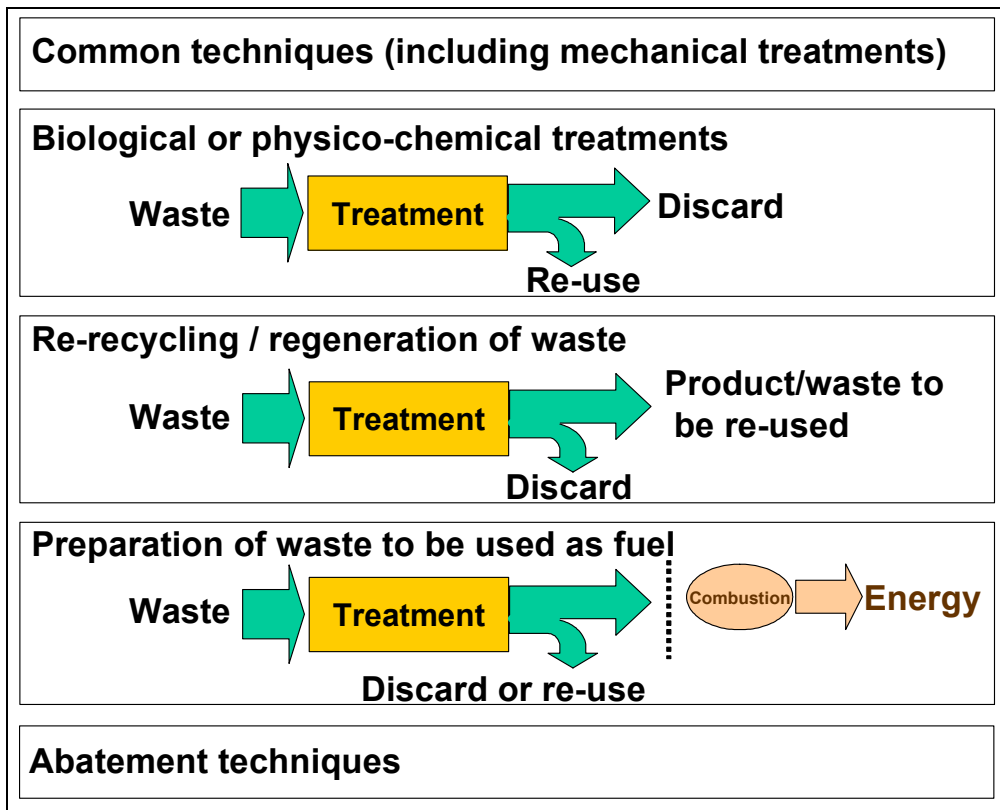 Common techniques (including mechanical treatments)
Biological or physico-chemical treatments
Waste
Treatment
Discard
Re-use
Re-recycling / regeneration of waste
Waste
Treatment
Product/waste to
be re-used
Discard
Preparation of waste to be used as fuel
Waste
Treatment
Combustion
Energy
Discard or re-use
Abatement techniques